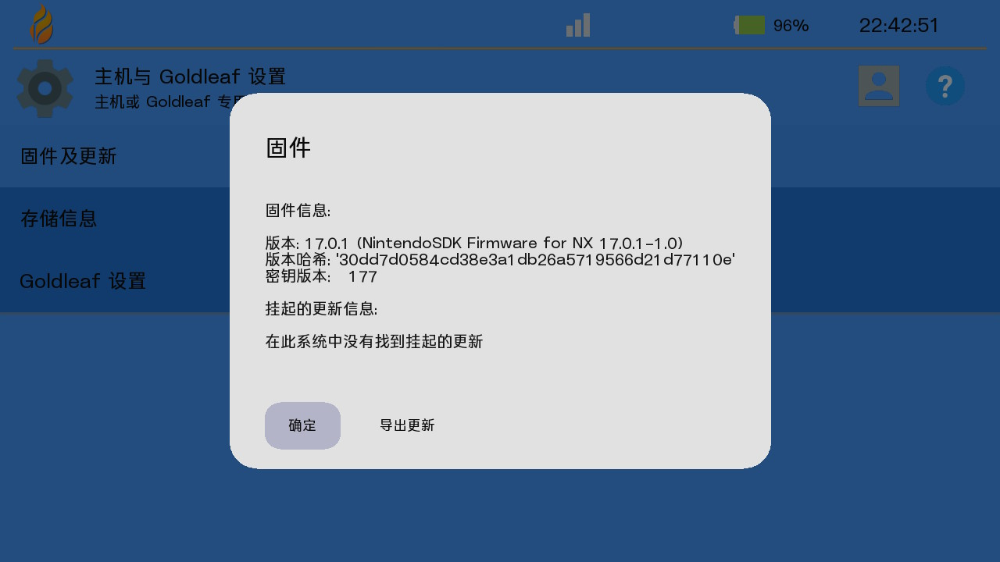 96%
22:42:51
主机与 Goldleaf 设置
主机或 Goldleaf 专用
?
固件及更新
存储信息
Goldleaf 设置
固件
固件信息:
版本: 17.0.1 (NintendoSDK Firmware for NX 17.0.1-1.0)
版本哈希: '30dd7d0584cd38e3a1db26a5719566d21d77110e'
密钥版本: 177
挂起的更新信息:
在此系统中没有找到挂起的更新
确定
导出更新